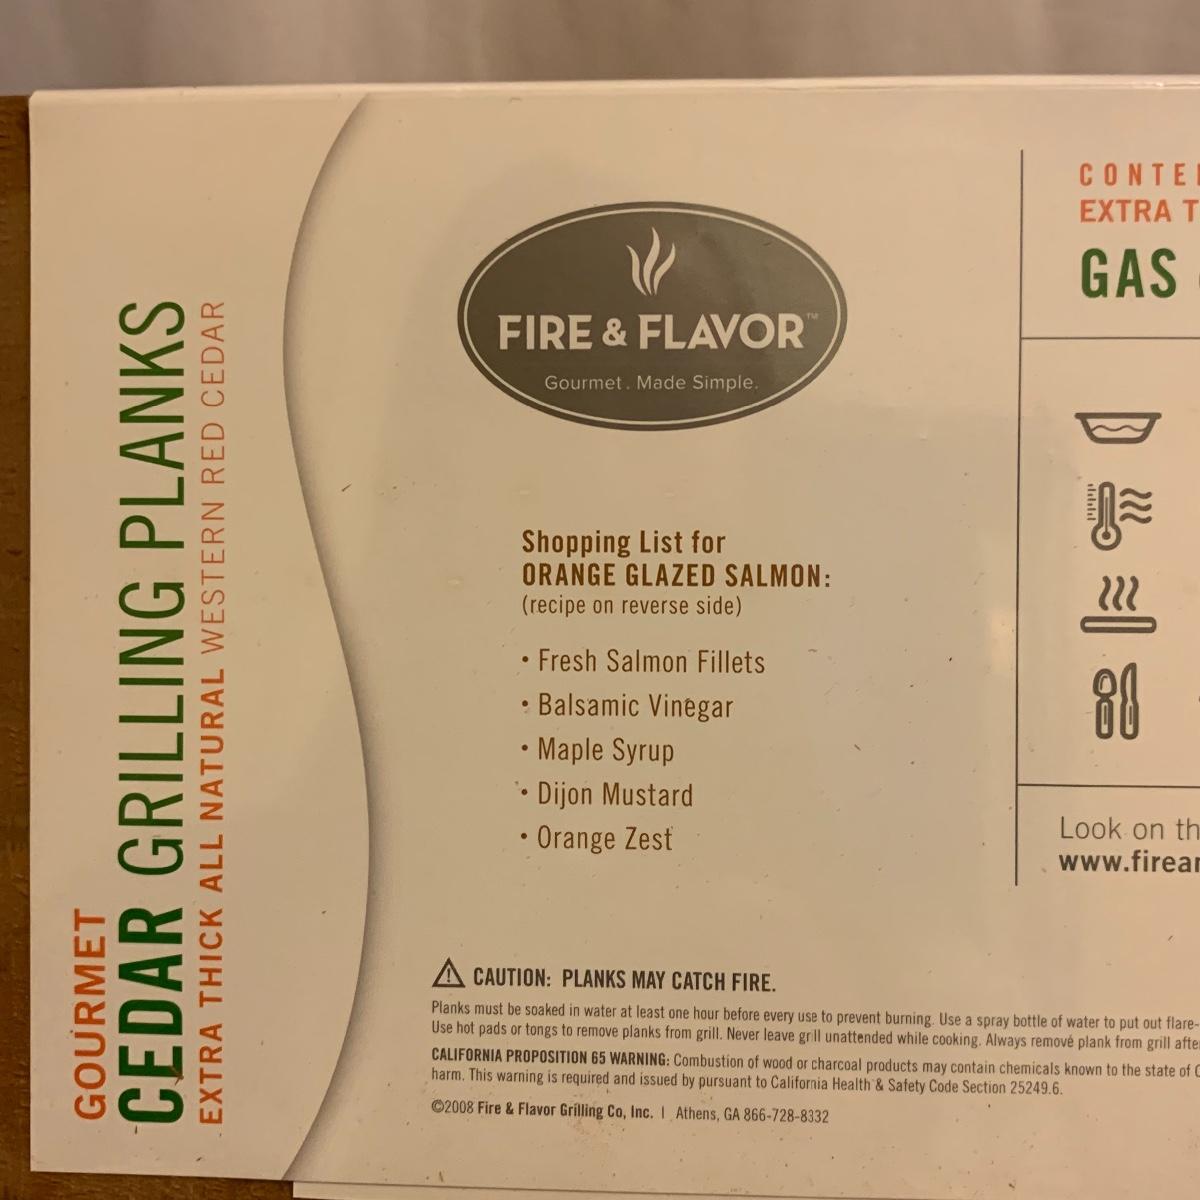 GOURMET
CEDAR GRILLING PLANKS
EXTRA THICK ALL NATURAL WESTERN RED CEDAR
FIRE & FLAVOR™
Gourmet. Made Simple.
Shopping List for
ORANGE GLAZED SALMON:
(recipe on reverse side)
• Fresh Salmon Fillets
• Balsamic Vinegar
• Maple Syrup
• Dijon Mustard
• Orange Zest
CAUTION: PLANKS MAY CATCH FIRE.
Planks must be soaked in water at least one hour before every use to prevent burning. Use a spray bottle of water to put out flare-
Use hot pads or tongs to remove planks from grill. Never leave grill unattended while cooking. Always remove plank from grill after
CALIFORNIA PROPOSITION 65 WARNING: Combustion of wood or charcoal products may contain chemicals known to the state of
harm. This warning is required and issued by pursuant to California Health & Safety Code Section 25249.6.
©2008 Fire & Flavor Grilling Co, Inc. | Athens, GA 866-728-8332
EXTRA
GAS
Look on